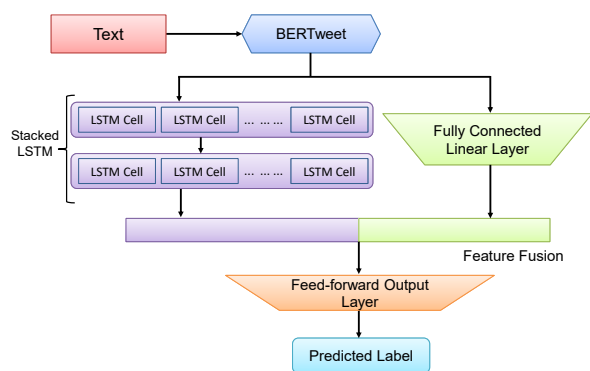 Text
BERTweet
Stacked
LSTM
LSTM Cell LSTM Cell ... ... ... LSTM Cell
LSTM Cell LSTM Cell ... ... ... LSTM Cell
Fully Connected
Linear Layer
Feature Fusion
Feed-forward Output
Layer
Predicted Label